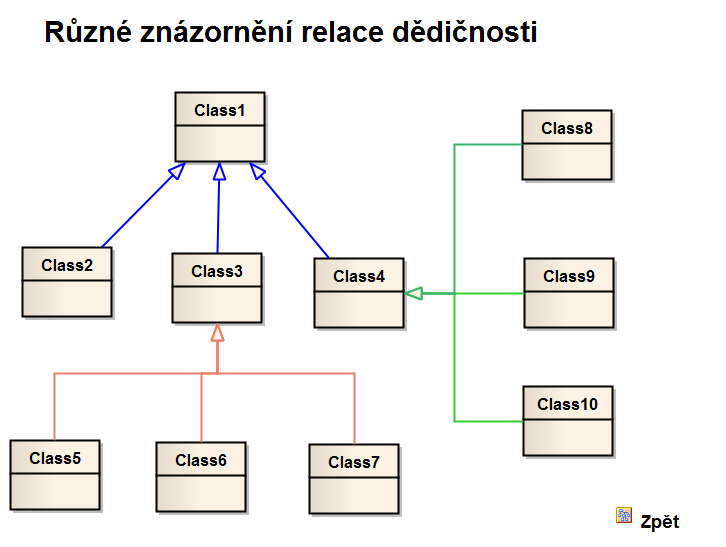 Různé znázornění relace dědičnosti
Class1
Class8
Class2
Class3
Class4
Class9
Class10
Class5
Class6
Class7
Zpět